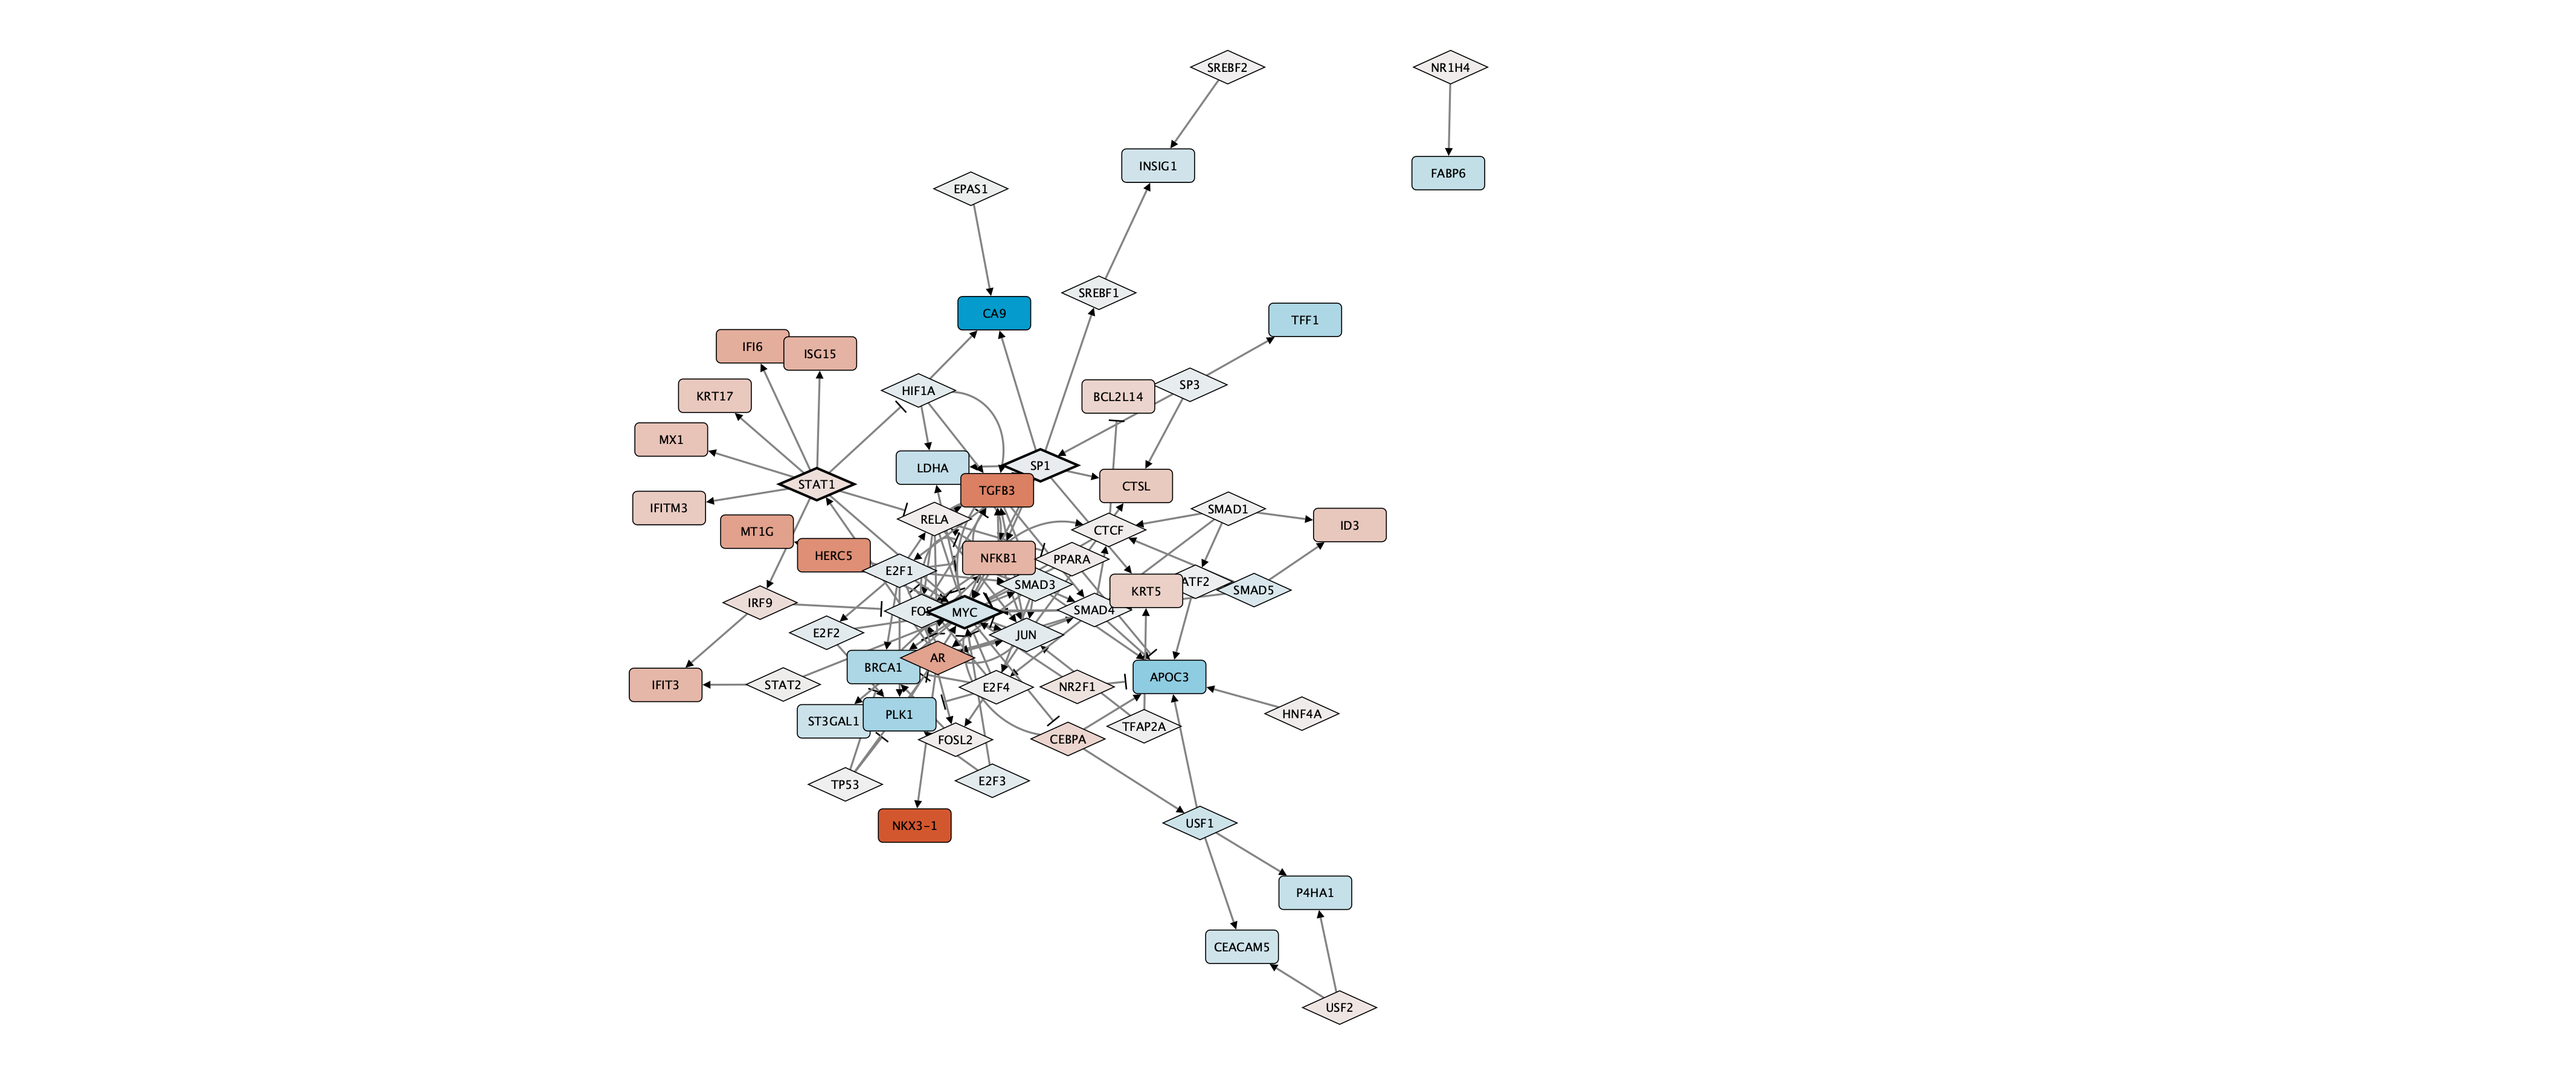 SREBF2
NR1H4
INSIG1
FABP6
EPAS1
SREBF1
CA9
TFF1
IFI6
ISG15
SP3
HIF1A
KRT17
BCL2L14
MX1
SP1
LDHA
STAT1
CTSL
TGFB3
IFITM3
SMAD1
RELA
ID3
CTCF
MT1G
HERC5
NFKB1
PPARA
E2F1
ATF2
SMAD3
SMAD5
KRT5
IRF9
SMAD4
FOS
MYC
E2F2
JUN
AR
BRCA1
APOC3
IFIT3
STAT2
E2F4
NR2F1
HNF4A
PLK1
ST3GAL1
TFAP2A
CEBPA
FOSL2
E2F3
TP53
USF1
NKX3-1
P4HA1
CEACAM5
USF2